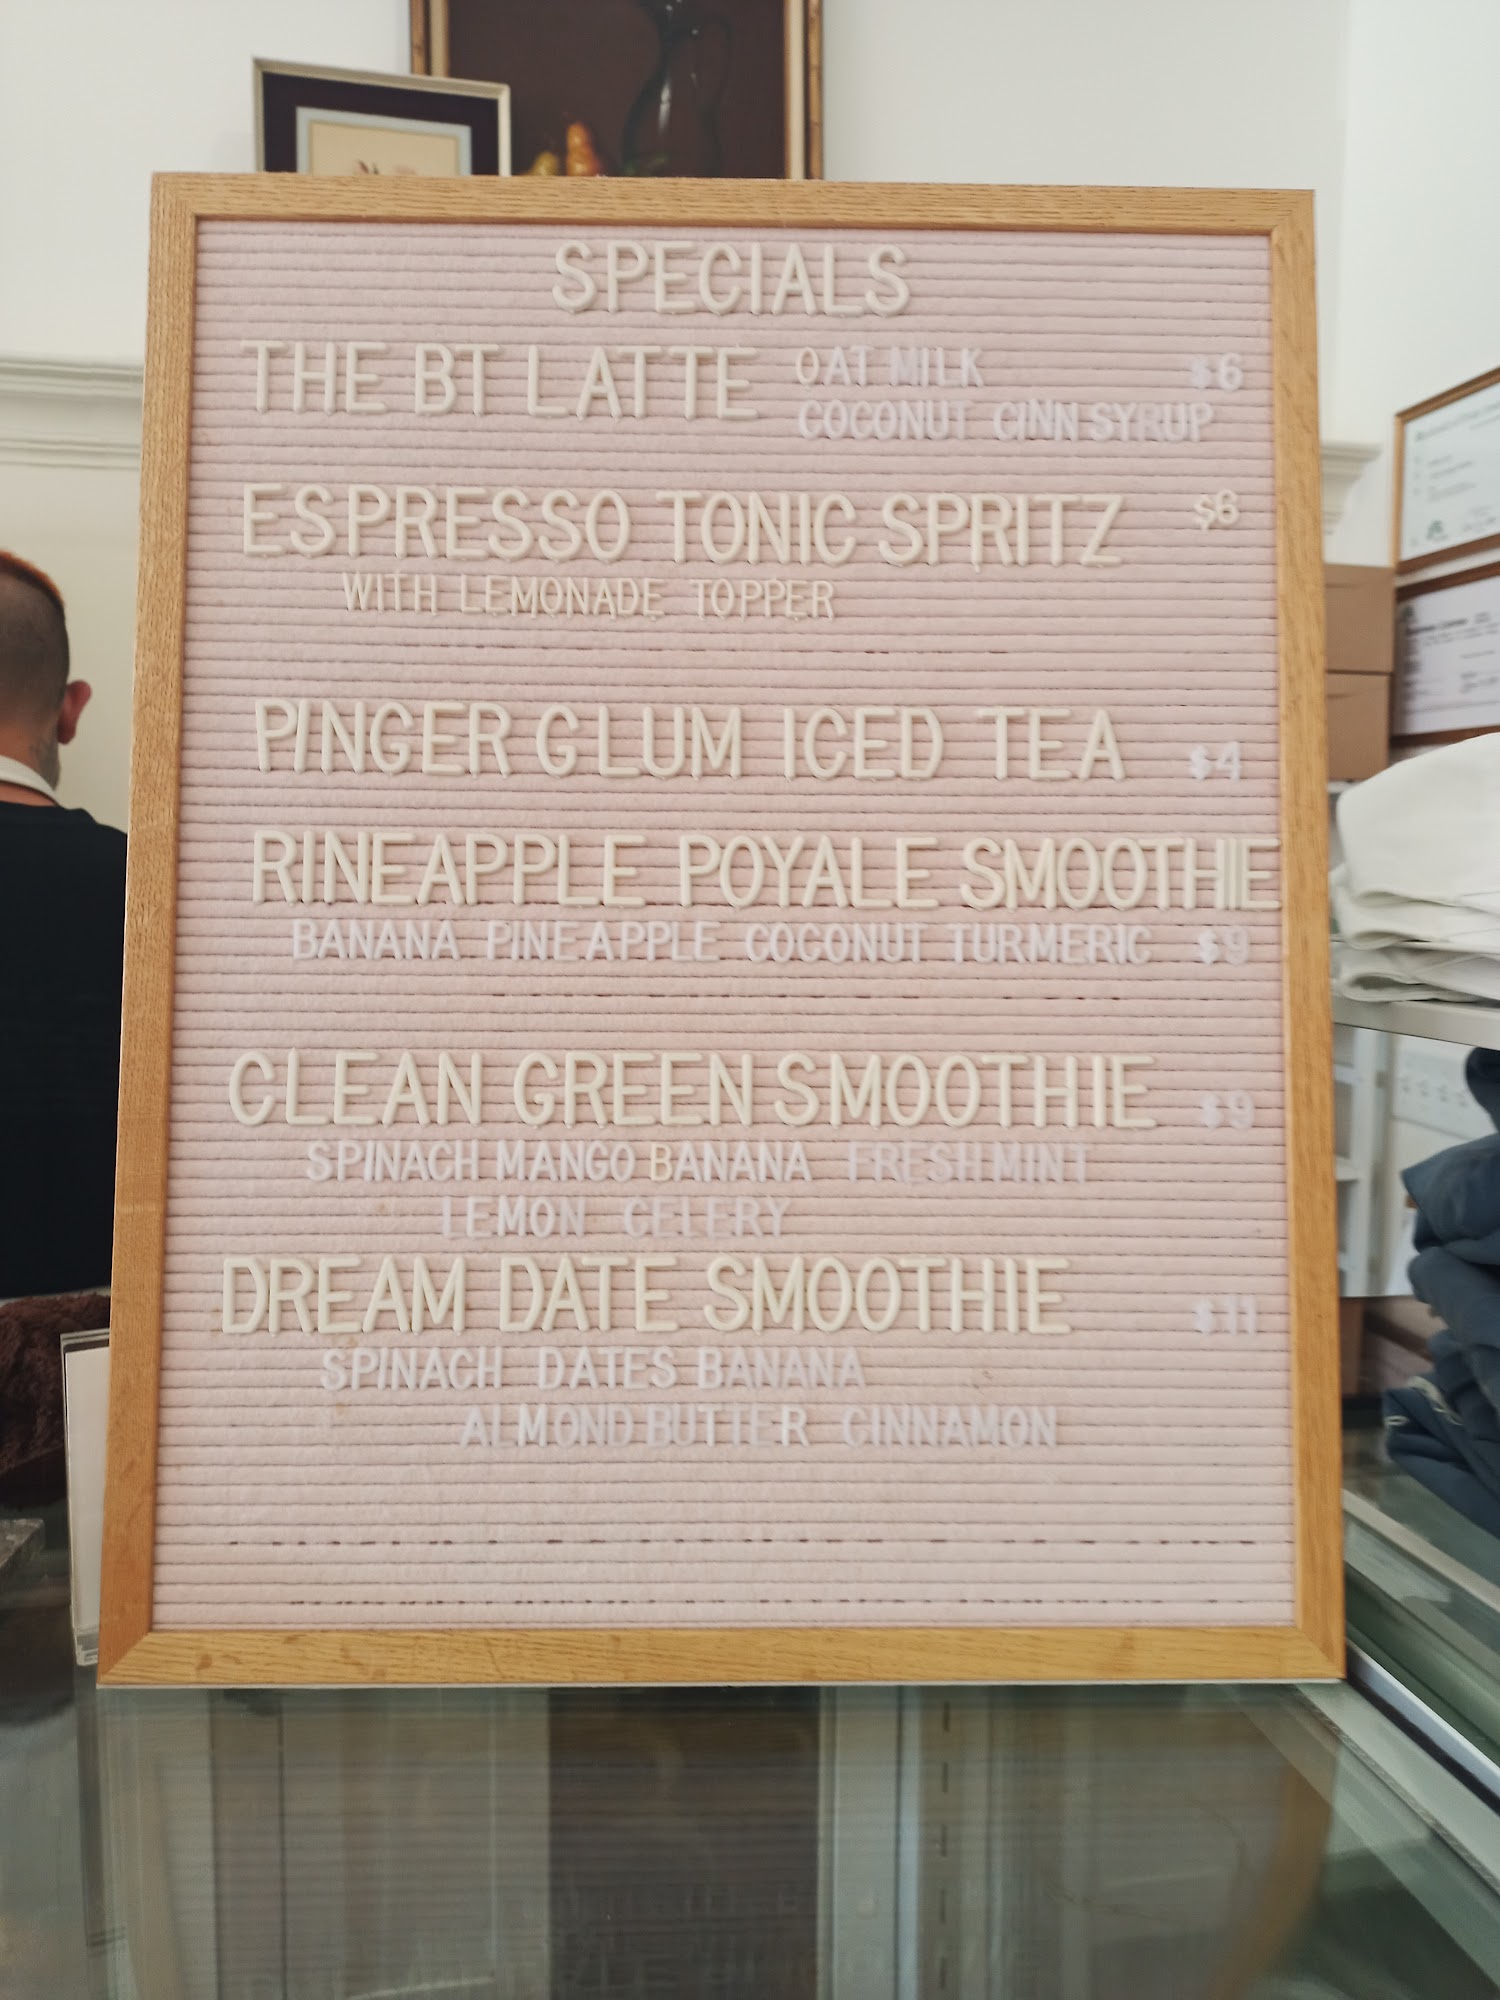 SPECIALS
THE BT LATTE OAT MILK $6
COCONUT CINN SYRUP
ESPRESSO TONIC SPRITZ $6
WITH LEMONADE TOPPER
PINGER GLUM ICED TEA $4
RINEAPPLE POYALE SMOOTHIE
BANANA PINEAPPLE COCONUT TURMERIC $9
CLEAN GREEN SMOOTHIE $9
SPINACH MANGO BANANA FRESH MINT
LEMON CELERY
DREAM DATE SMOOTHIE $11
SPINACH DATES BANANA
ALMOND BUTTER CINNAMON